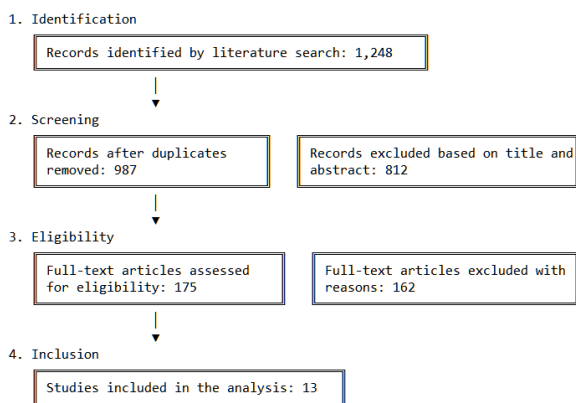 1. Identification
Records identified by literature search: 1,248
2. Screening
Records after duplicates
removed: 987
Records excluded based on title and
abstract: 812
3. Eligibility
Full-text articles assessed
for eligibility: 175
Full-text articles excluded with
reasons: 162
4. Inclusion
Studies included in the analysis: 13